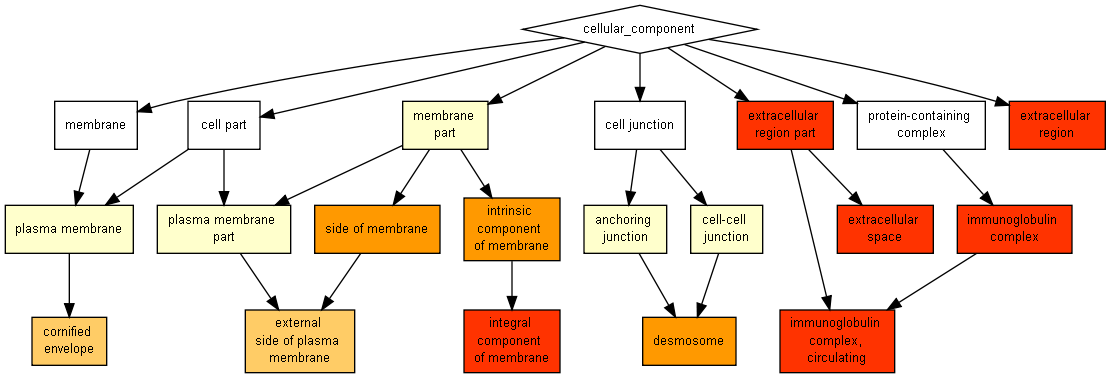 cellular_component
membrane
cell part
membrane
part
cell junction
extracellular
region part
protein-containing
complex
extracellular
region
plasma membrane
plasma membrane
part
side of membrane
intrinsic
component
of membrane
anchoring
junction
cell-cell
junction
extracellular
space
immunoglobulin
complex
cornified
envelope
external
side of plasma
membrane
integral
component
of membrane
desmosome
immunoglobulin
complex,
circulating